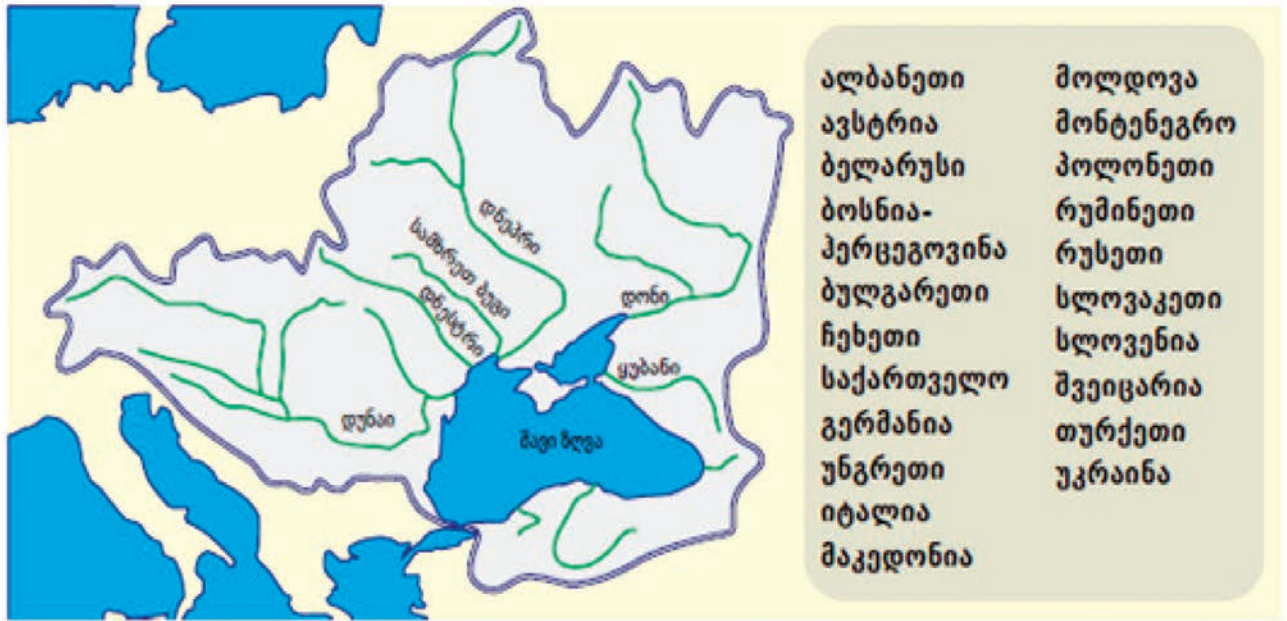 დნეპრი
სამხრეთ ბუგი
დნესტრი
დონი
ყუბანი
დუნაი
შავი ზღვა
ალბანეთი
ავსტრია
ბელარუსი
ბოსნია-
ჰერცეგოვინა
ბულგარეთი
ჩეხეთი
საქართველო
გერმანია
უნგრეთი
იტალია
მაკედონია
მოლდოვა
მონტენეგრო
პოლონეთი
რუმინეთი
რუსეთი
სლოვაკეთი
სლოვენია
შვეიცარია
თურქეთი
უკრაინა